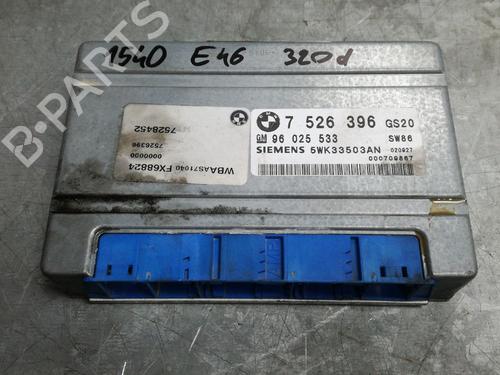 1540 E46 320d
7 526 396 GS20
GM 96 025 533 SW86
SIEMENS 5WK33503AN 020927
000709867
7528452
7526396
0000000
WBAAS71040 FX68824
AMP
B-PARTS